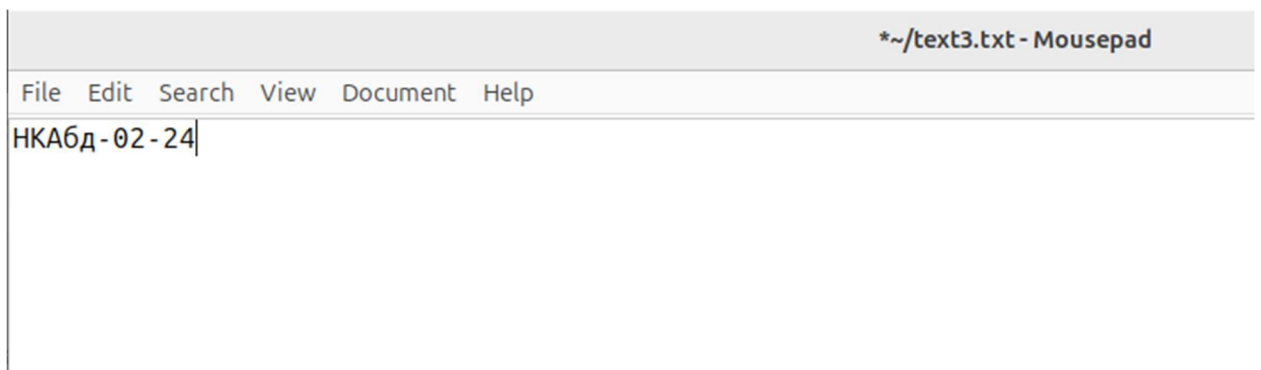 *~/text3.txt - Mousepad
File Edit Search View Document Help
НКАбд-02-24